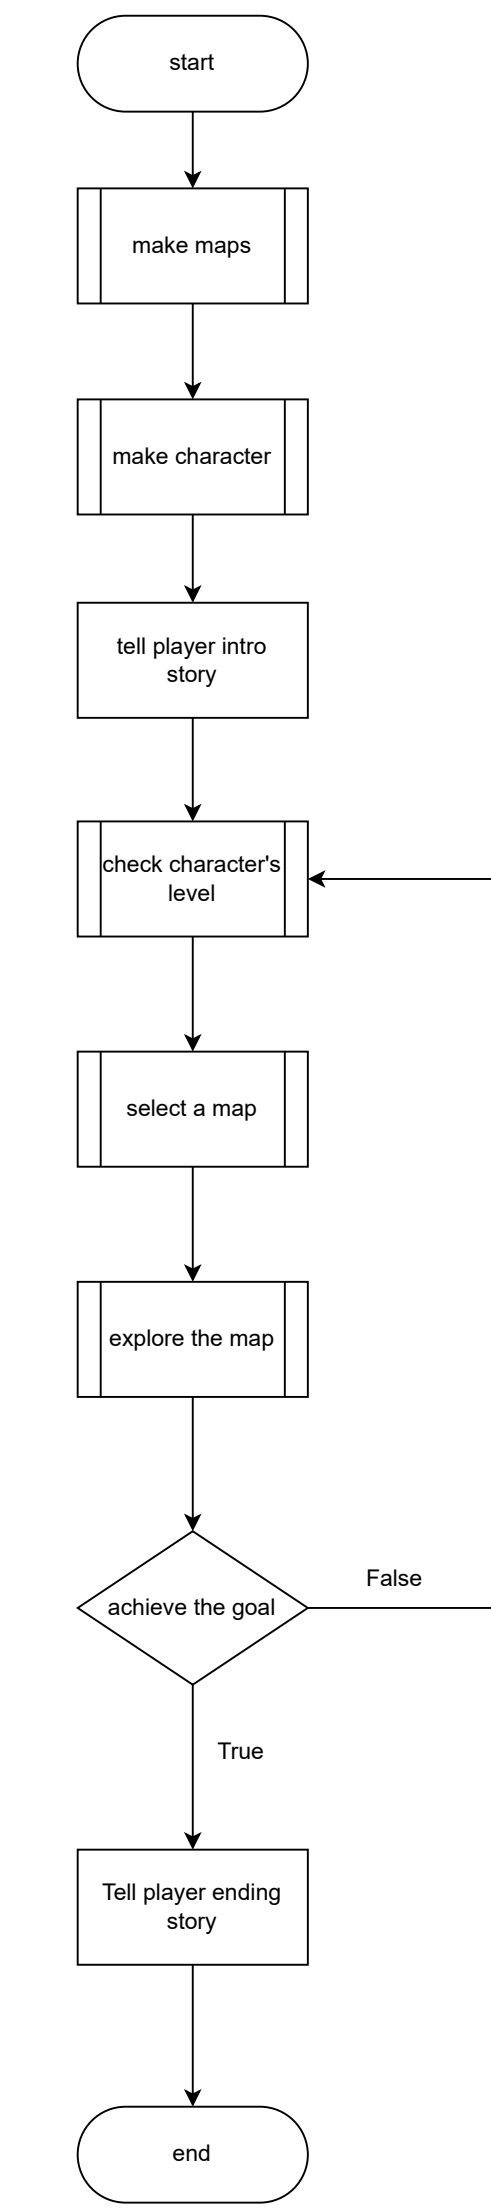 start
make maps
make character
tell player intro
story
check character's
level
select a map
explore the map
achieve the goal
False
True
Tell player ending
story
end